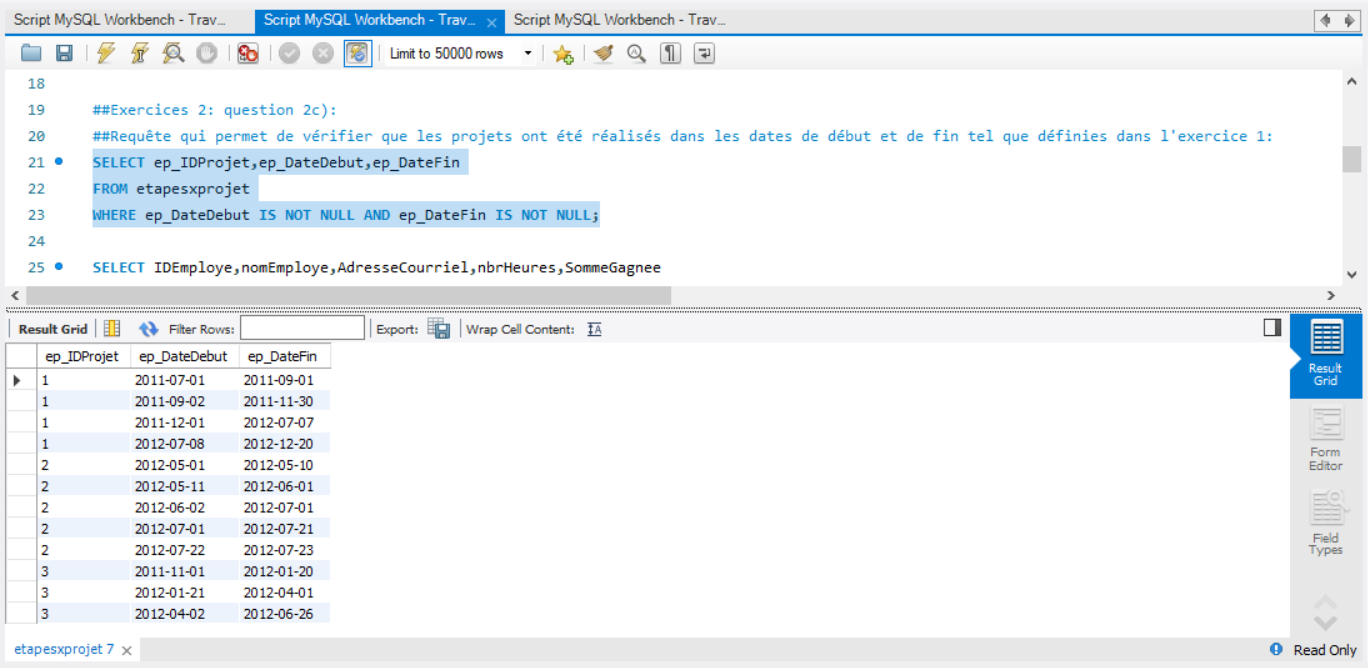 Script MySQL Workbench - Trav... Script MySQL Workbench - Trav... × Script MySQL Workbench - Trav...
Limit to 50000 rows
18
19 ##Exercices 2: question 2c):
20 ##Requête qui permet de vérifier que les projets ont été réalisés dans les dates de début et de fin tel que définies dans l'exercice 1:
21 SELECT ep_IDProjet,ep_DateDebut,ep_DateFin
22 FROM etapesxprojet
23 WHERE ep_DateDebut IS NOT NULL AND ep_DateFin IS NOT NULL;
24
25 SELECT IDEmploye,nomEmploye,AdresseCourriel,nbrHeures,SommeGagnee
Result Grid Filter Rows: Export: Wrap Cell Content: IA
ep_IDProjet ep_DateDebut ep_DateFin
1 2011-07-01 2011-09-01
1 2011-09-02 2011-11-30
1 2011-12-01 2012-07-07
1 2012-07-08 2012-12-20
2 2012-05-01 2012-05-10
2 2012-05-11 2012-06-01
2 2012-06-02 2012-07-01
2 2012-07-01 2012-07-21
2 2012-07-22 2012-07-23
3 2011-11-01 2012-01-20
3 2012-01-21 2012-04-01
3 2012-04-02 2012-06-26
Result
Grid
Form
Editor
Field
Types
etapesxprojet 7 ×
Read Only